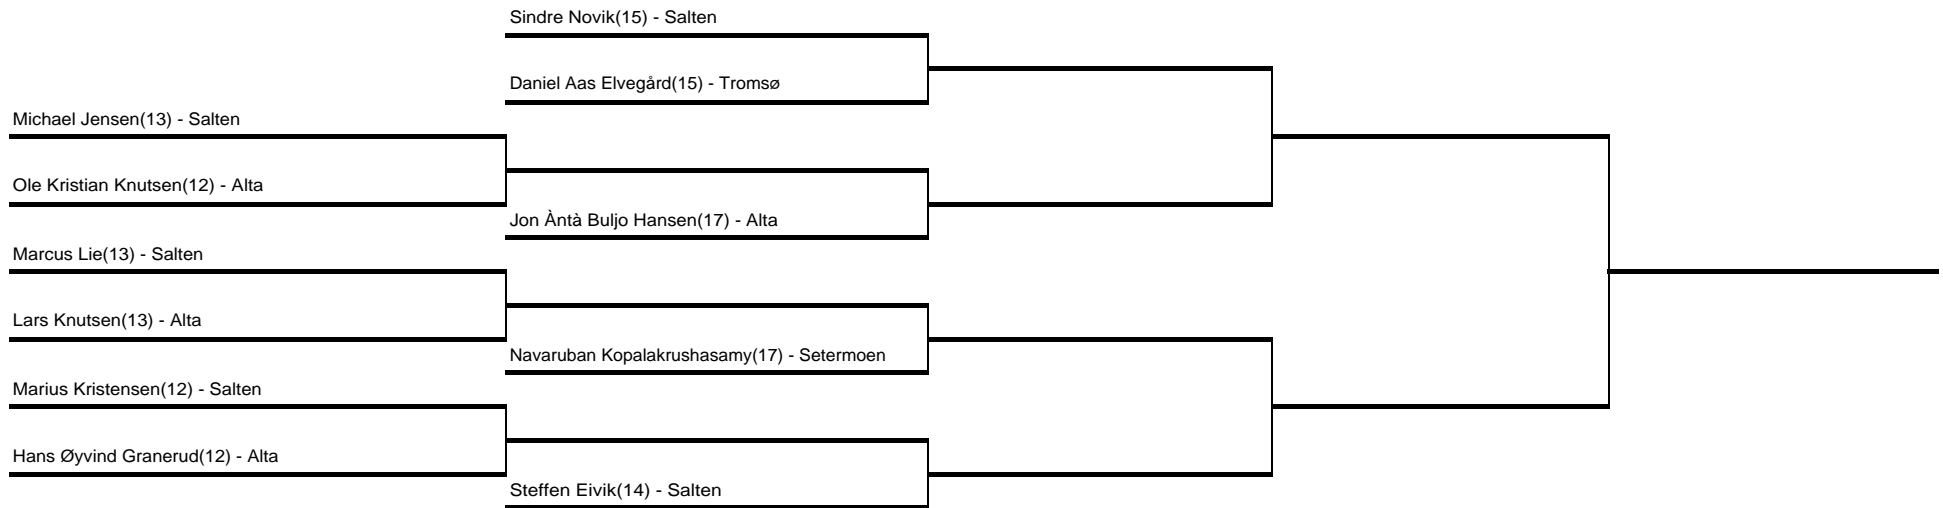 Sindre Novik(15) - Salten
Daniel Aas Elvegård(15) - Tromsø
Michael Jensen(13) - Salten
Ole Kristian Knutsen(12) - Alta
Jon Àntà Buljo Hansen(17) - Alta
Marcus Lie(13) - Salten
Lars Knutsen(13) - Alta
Navaruban Kopalakrushasamy(17) - Setermoen
Marius Kristensen(12) - Salten
Hans Øyvind Granerud(12) - Alta
Steffen Eivik(14) - Salten